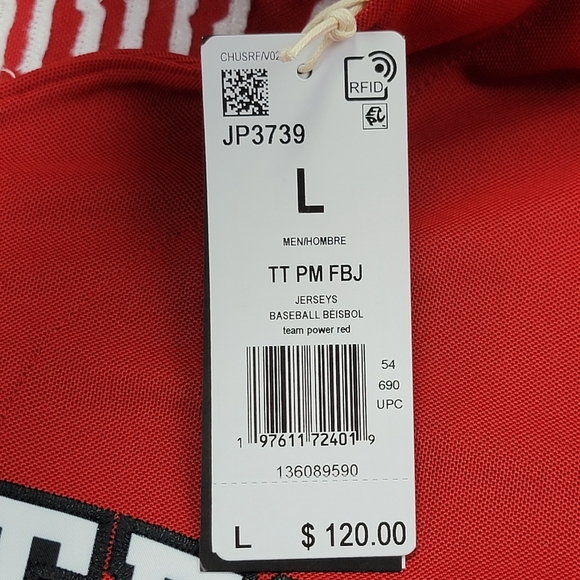 CHUSRF/V02
RFID
JP3739
L
MEN/HOMBRE
TT PM FBJ
JERSEYS
BASEBALL BÉISBOL
team power red
54
690
UPC
1 97611 72401 9
136089590
L $ 120.00